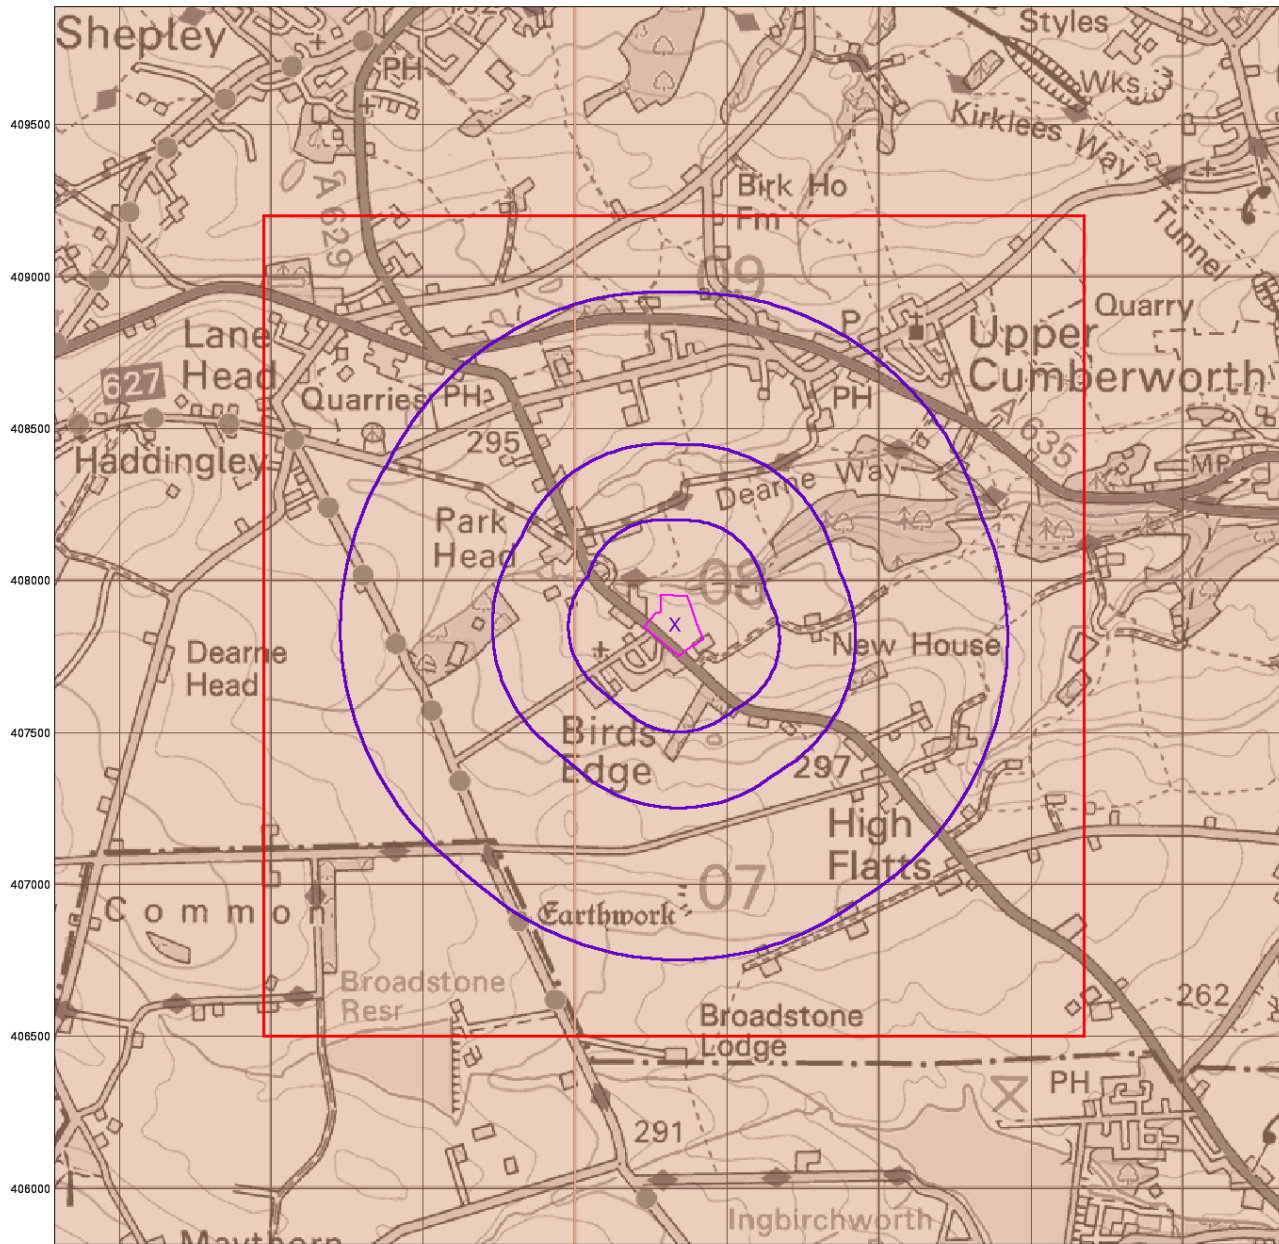 Shepley
PH
Styles
Wks
Kirklees Way
409500
A 629
Birk Ho
Fm
Tunnel
409000
09
Quarry
Lane
Head
P
Upper
Cumberworth
627
Quarries
PH
PH
A 635
408500
295
Haddingley
MP
Dearne Way
Park
Head
408000
08
X
Dearne
Head
New House
407500
Birds
Edge
297
High
Flatts
407000
07
Common
Earthwork
Broadstone
Resr
262
Broadstone
Lodge
406500
PH
291
406000
Ingbirchworth
Maythorn